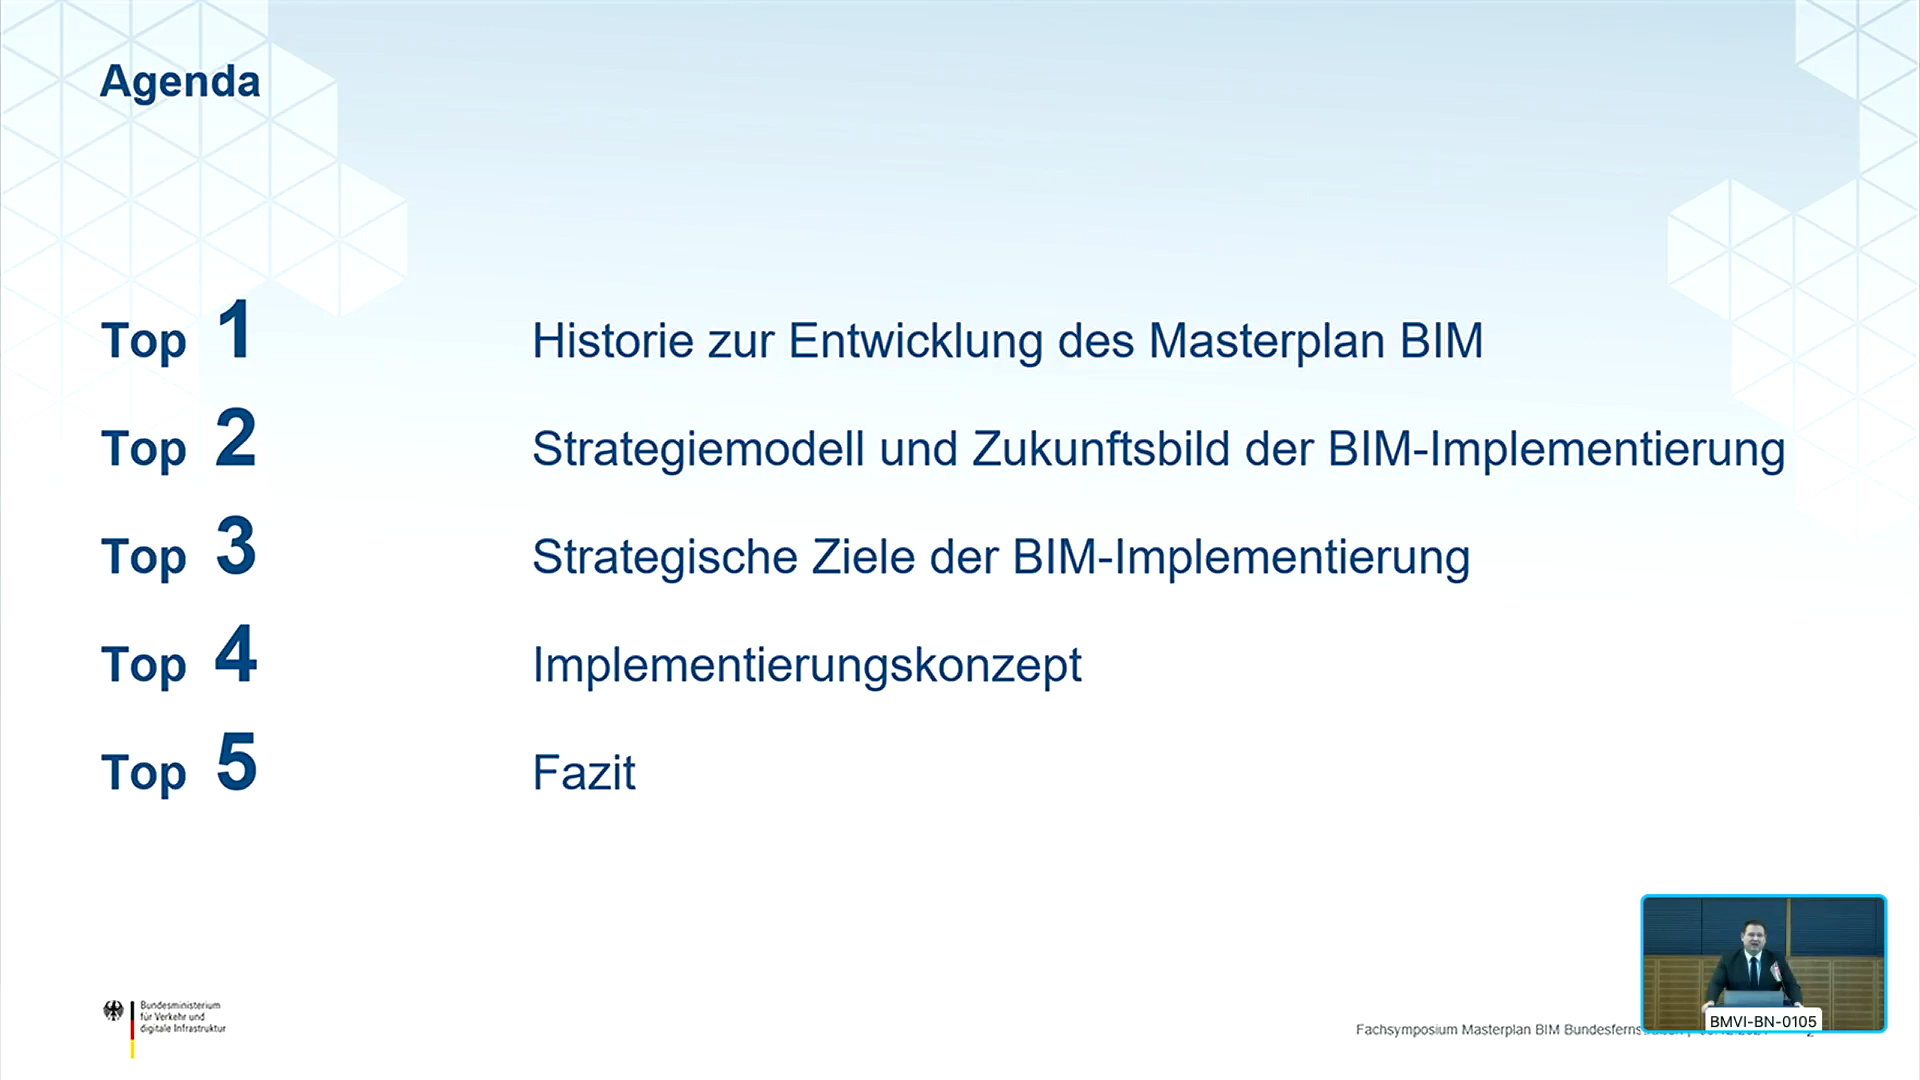 Agenda
Top 1 Historie zur Entwicklung des Masterplan BIM
Top 2 Strategiemodell und Zukunftsbild der BIM-Implementierung
Top 3 Strategische Ziele der BIM-Implementierung
Top 4 Implementierungskonzept
Top 5 Fazit
Bundesministerium
für Verkehr und
digitale Infrastruktur
BMVI-BN-0105
Fachsymposium Masterplan BIM